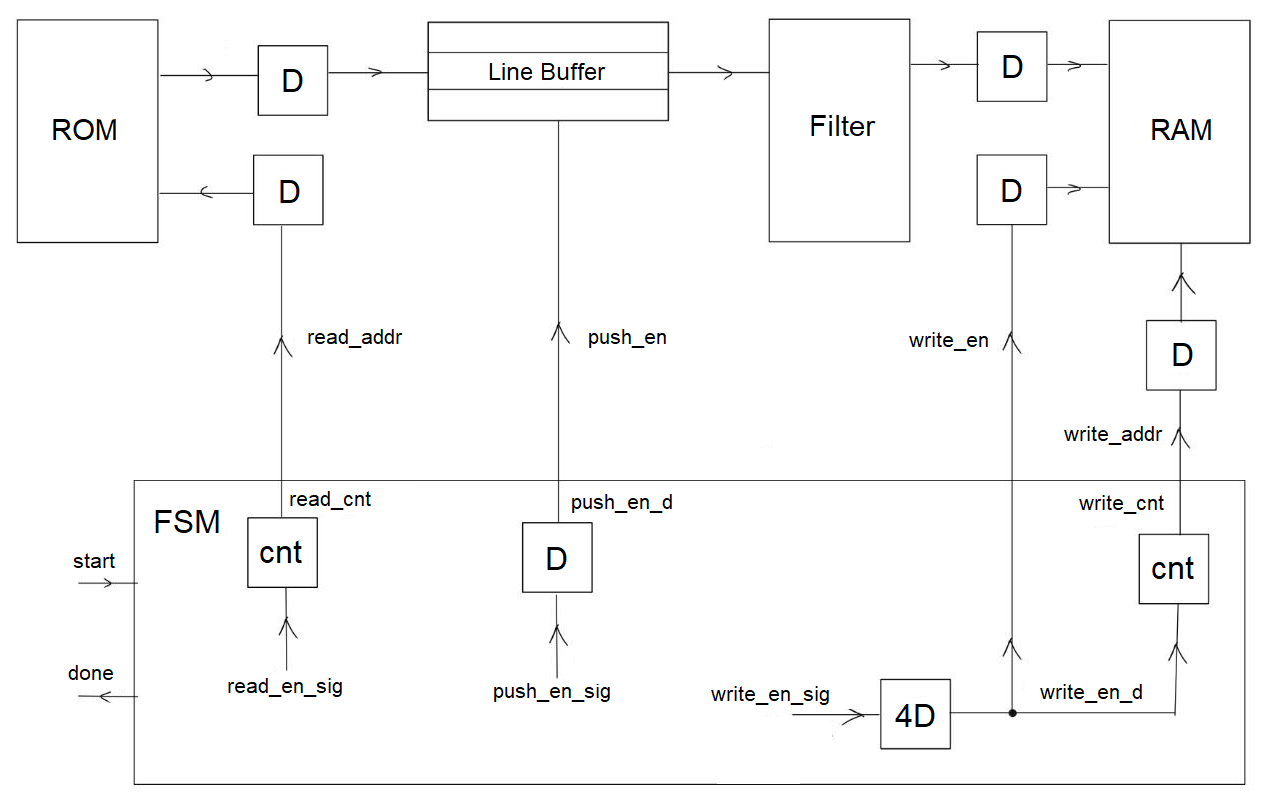 ROM
D
Line Buffer
Filter
D
RAM
D
D
read_addr
push_en
write_en
D
write_addr
FSM
read_cnt
push_en_d
write_cnt
start
cnt
D
cnt
done
read_en_sig
push_en_sig
write_en_sig
4D
write_en_d